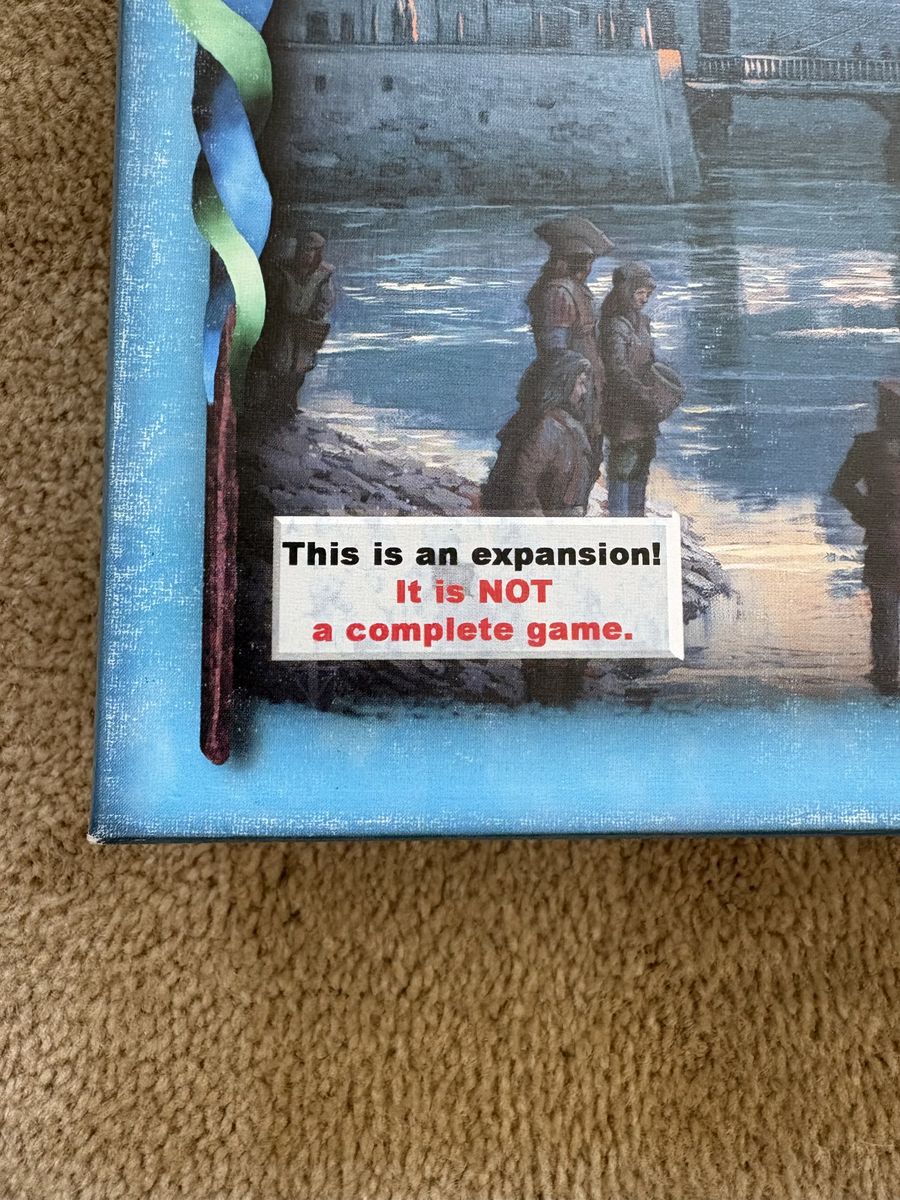 This is an expansion!
It is NOT
a complete game.